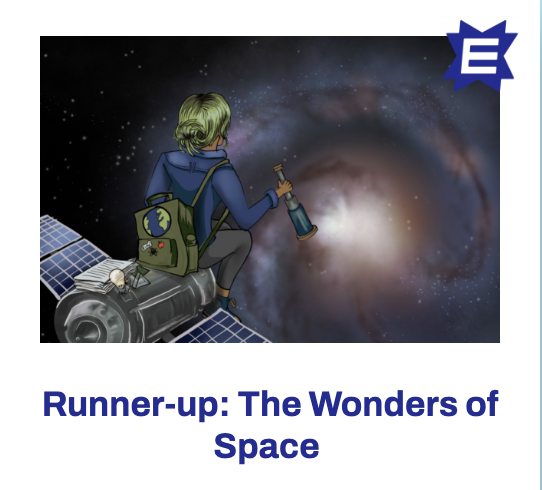 E
Runner-up: The Wonders of
Space